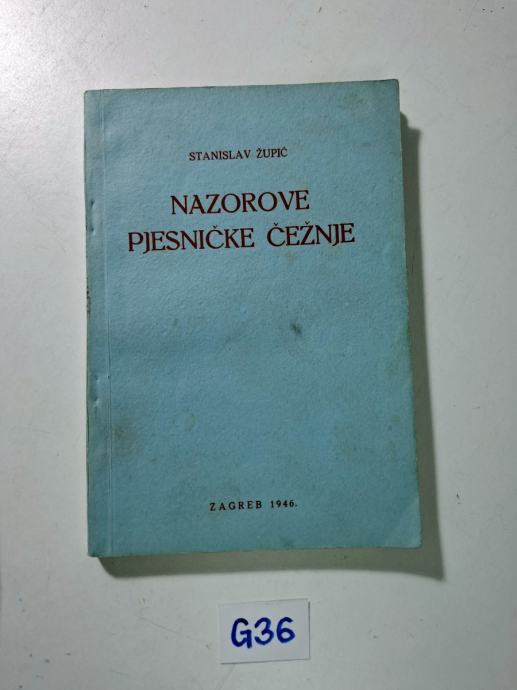 STANISLAV ŽUPIĆ
NAZOROVE
PJESNIČKE ČEŽNJE
ZAGREB 1946.
G36